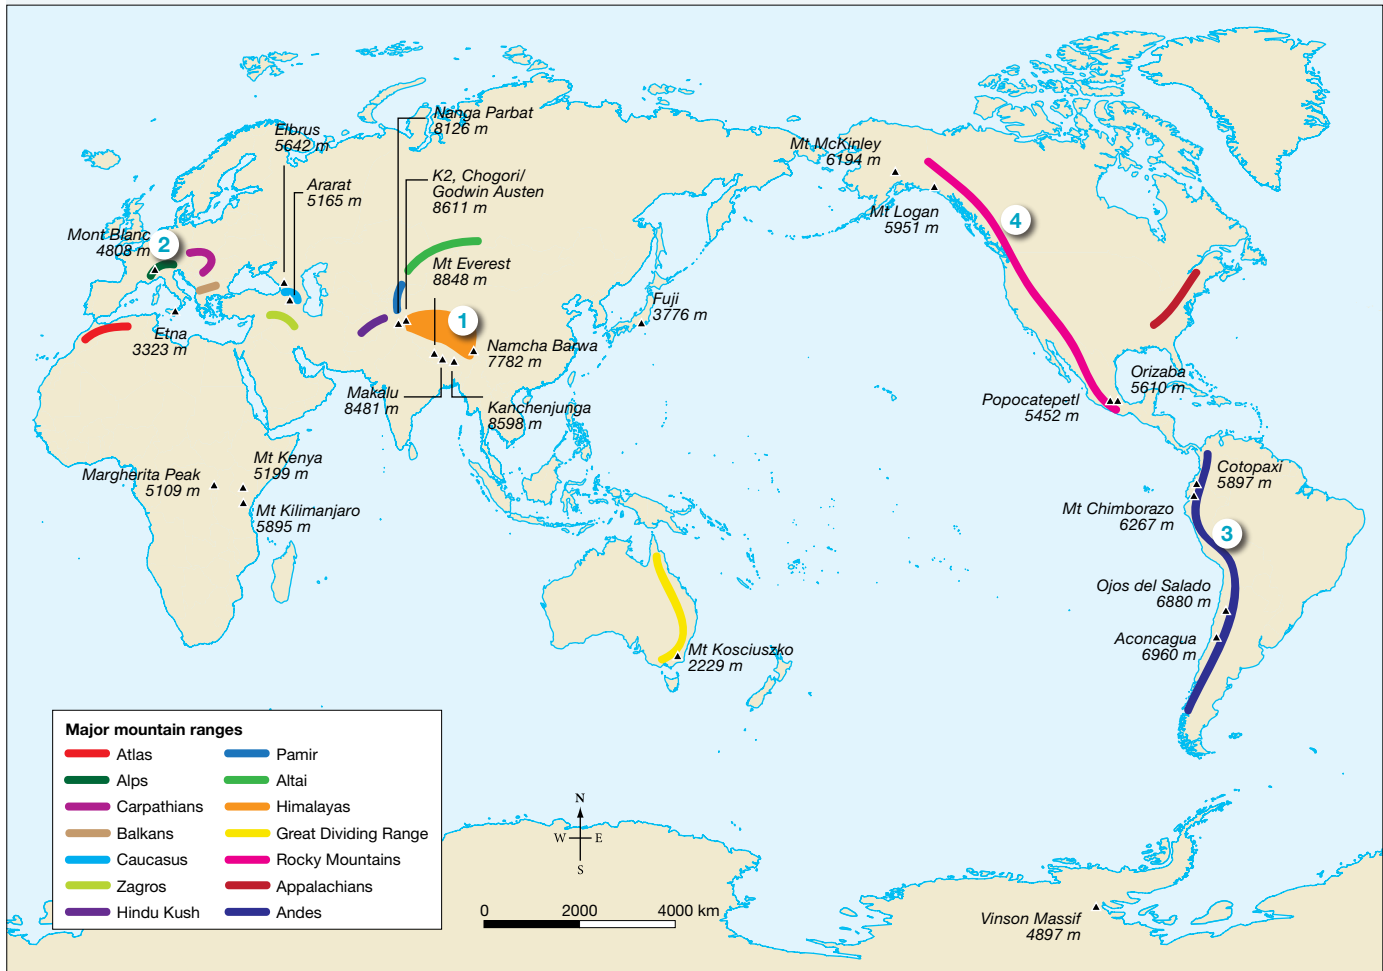 Nanga Parbat
8126 m
Elbrus
5642 m
K2, Chogori/
Godwin Austen
8611 m
Ararat
5165 m
Mont Blanc
4808 m
2
Mt Everest
8848 m
1
Etna
3323 m
Fuji
3776 m
Namcha Barwa
7782 m
Makalu
8481 m
Kanchenjunga
8598 m
Mt McKinley
6194 m
Mt Logan
5951 m
4
Orizaba
5610 m
Popocatepetl
5452 m
Margherita Peak
5109 m
Mt Kenya
5199 m
Mt Kilimanjaro
5895 m
Cotopaxi
5897 m
Mt Chimborazo
6267 m
3
Ojos del Salado
6880 m
Aconcagua
6960 m
Mt Kosciuszko
2229 m
Major mountain ranges
Atlas
Alps
Carpathians
Balkans
Caucasus
Zagros
Hindu Kush
Pamir
Altai
Himalayas
Great Dividing Range
Rocky Mountains
Appalachians
Andes
N
W E
S
0 2000 4000 km
Vinson Massif
4897 m